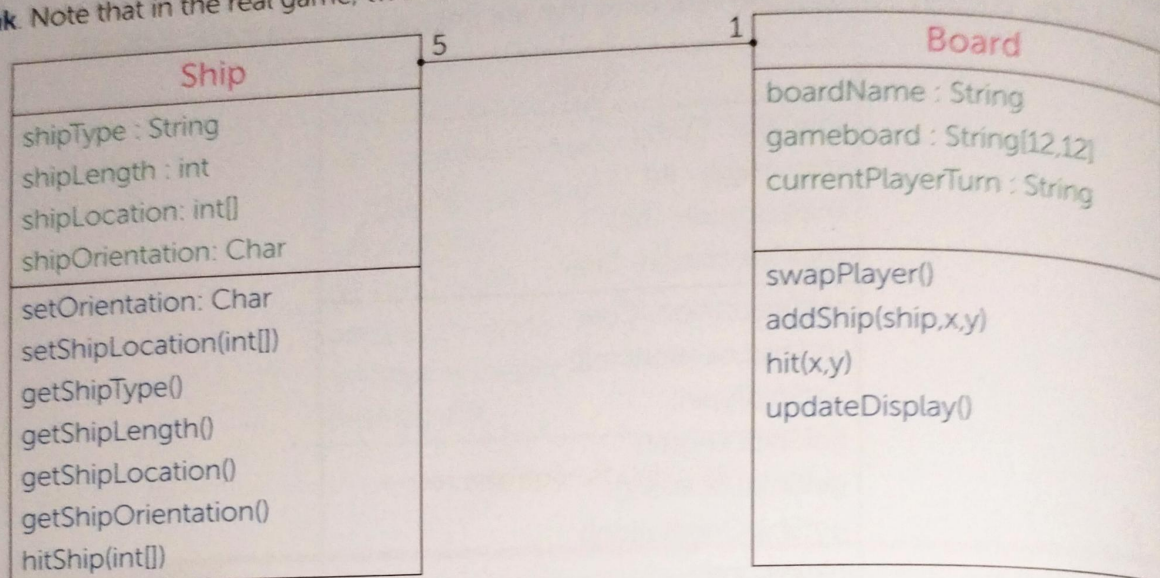 k. Note that in the real game,
Ship
shipType : String
shipLength : int
shipLocation: int[]
shipOrientation: Char
setOrientation: Char
setShipLocation(int[])
getShipType()
getShipLength()
getShipLocation()
getShipOrientation()
hitShip(int[])
5
1
Board
boardName : String
gameboard : String[12,12]
currentPlayerTurn : String
swapPlayer()
addShip(ship,x,y)
hit(x,y)
updateDisplay()